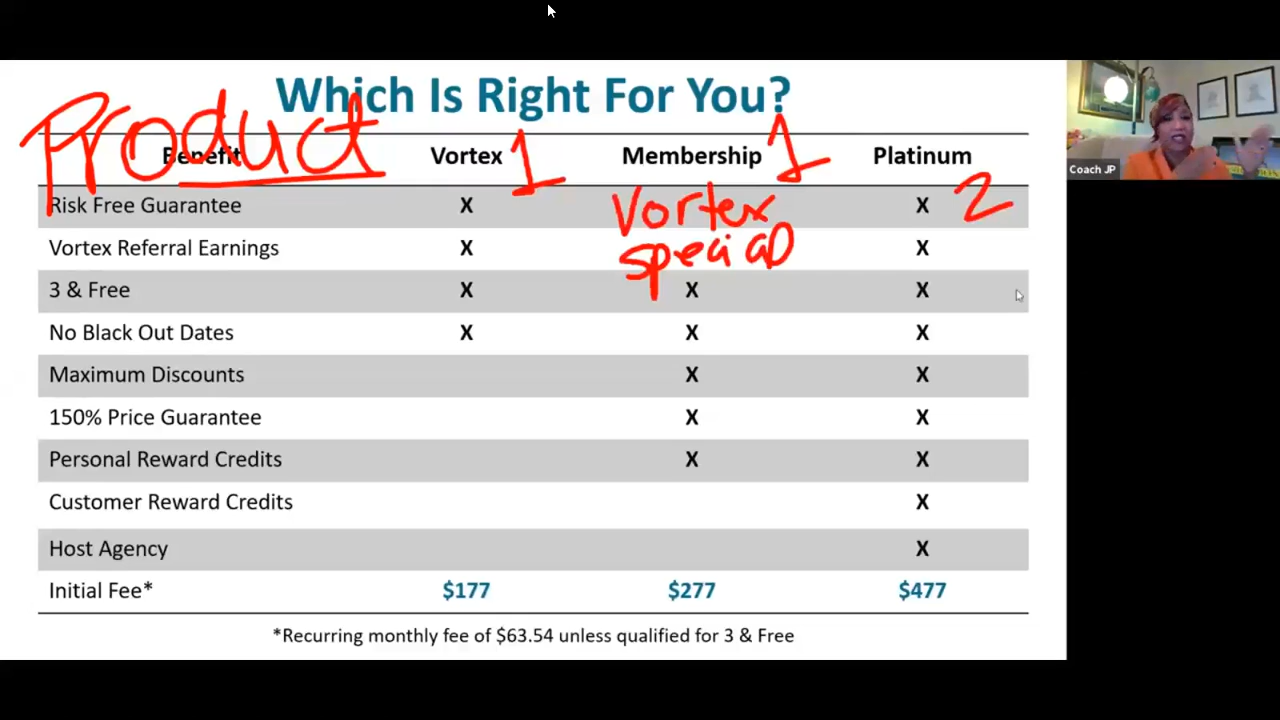 Which Is Right For You?
Product
Benefit Vortex 1 Membership 1 Platinum
Risk Free Guarantee X Vortex X 2
Vortex Referral Earnings X special X
3 & Free X X X
No Black Out Dates X X X
Maximum Discounts X X
150% Price Guarantee X X
Personal Reward Credits X X
Customer Reward Credits X
Host Agency X
Initial Fee* $177 $277 $477
*Recurring monthly fee of $63.54 unless qualified for 3 & Free
Coach JP